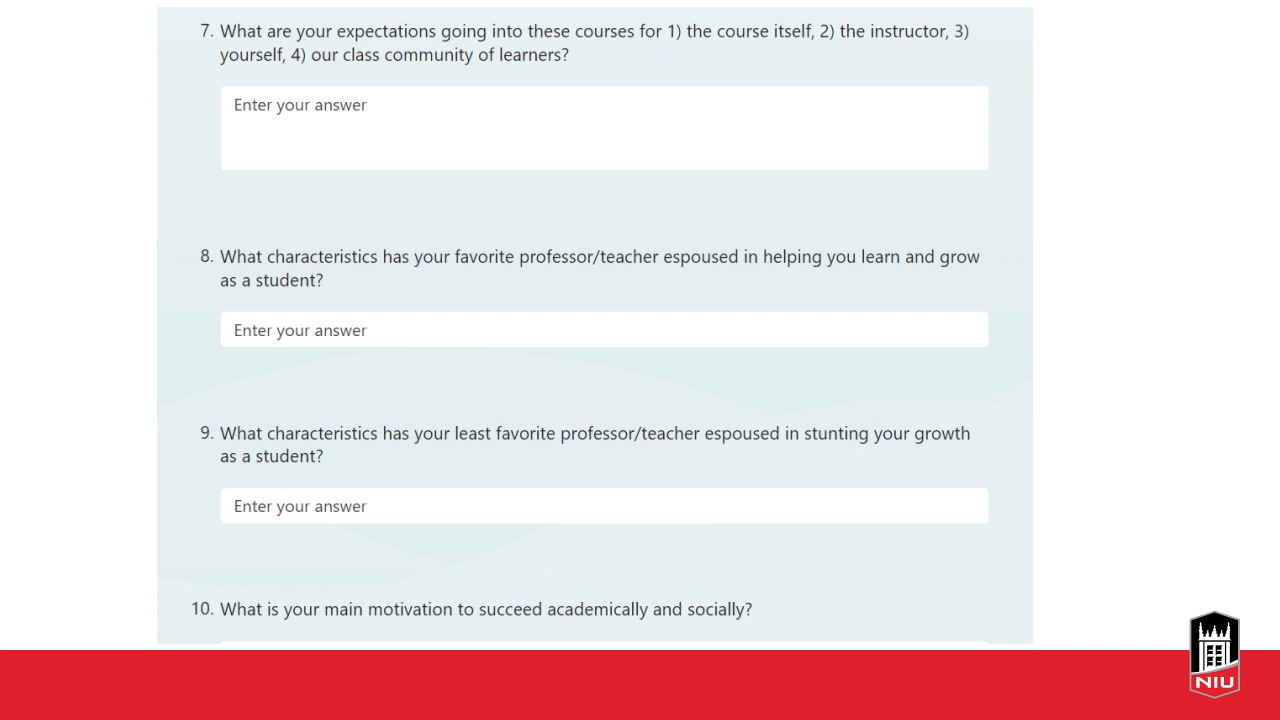 7. What are your expectations going into these courses for 1) the course itself, 2) the instructor, 3)
yourself, 4) our class community of learners?
Enter your answer
8. What characteristics has your favorite professor/teacher espoused in helping you learn and grow
as a student?
Enter your answer
9. What characteristics has your least favorite professor/teacher espoused in stunting your growth
as a student?
Enter your answer
10. What is your main motivation to succeed academically and socially?
NIU